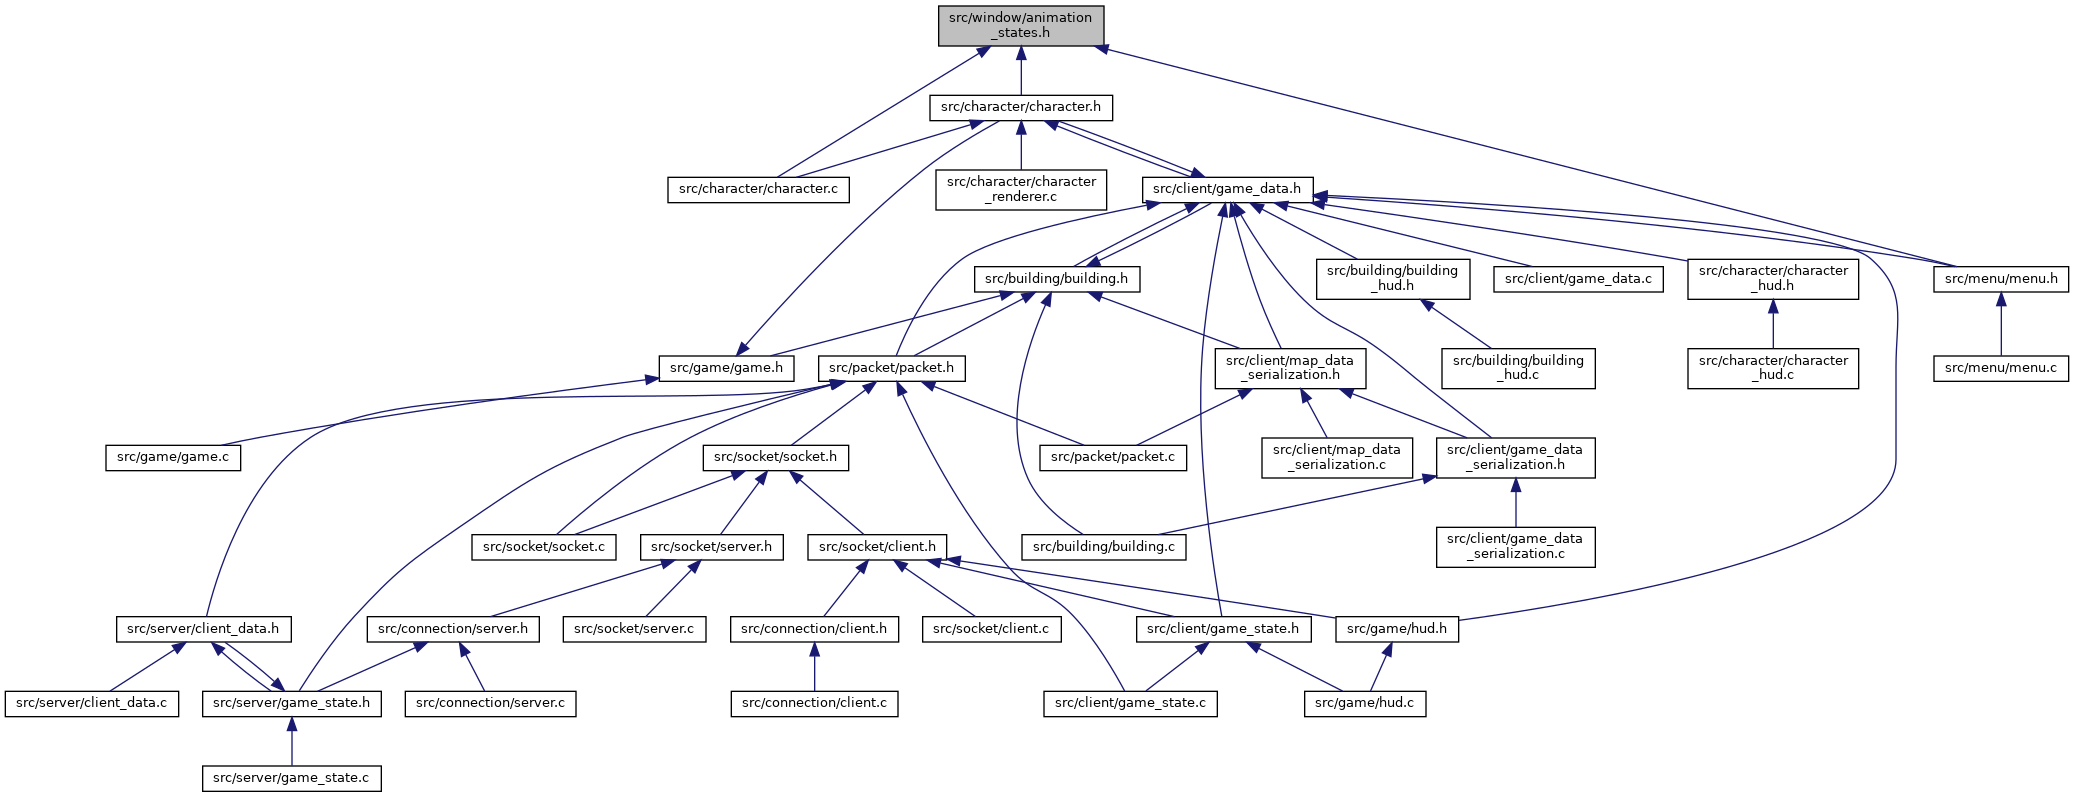 src/window/animation
_states.h
src/character/character.h
src/character/character.c
src/character/character
_renderer.c
src/client/game_data.h
src/building/building.h
src/building/building
_hud.h
src/client/game_data.c
src/character/character
_hud.h
src/menu/menu.h
src/game/game.h
src/packet/packet.h
src/client/map_data
_serialization.h
src/building/building
_hud.c
src/character/character
_hud.c
src/menu/menu.c
src/game/game.c
src/socket/socket.h
src/packet/packet.c
src/client/map_data
_serialization.c
src/client/game_data
_serialization.h
src/socket/socket.c
src/socket/server.h
src/socket/client.h
src/building/building.c
src/client/game_data
_serialization.c
src/server/client_data.h
src/connection/server.h
src/socket/server.c
src/connection/client.h
src/socket/client.c
src/client/game_state.h
src/game/hud.h
src/server/client_data.c
src/server/game_state.h
src/connection/server.c
src/connection/client.c
src/client/game_state.c
src/game/hud.c
src/server/game_state.c